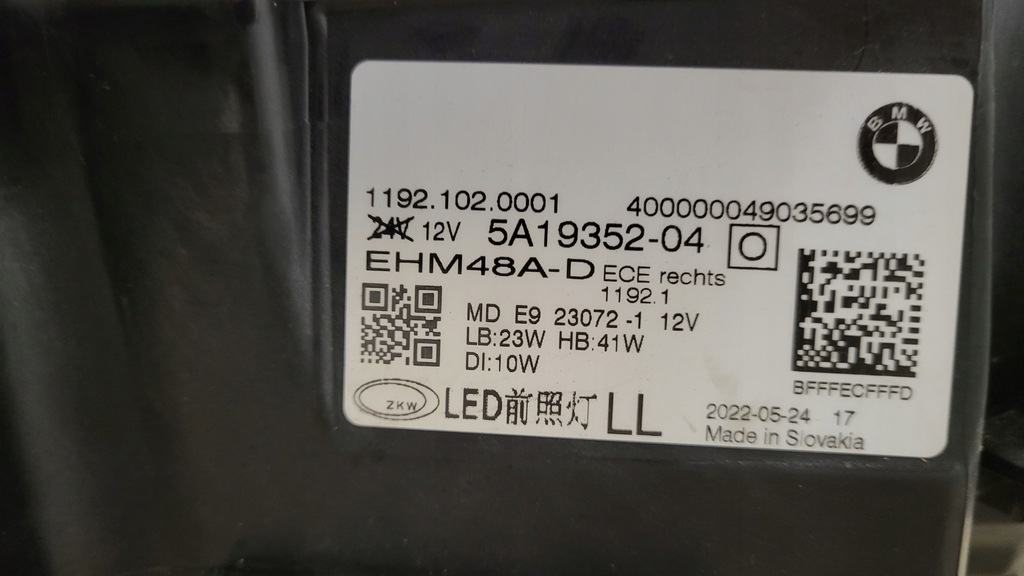 BMW
1192.102.0001 400000049035699
24V 12V 5A19352-04 O
EHM48A-D ECE rechts
1192.1
MD E9 23072 -1 12V
LB:23W HB:41W
DI:10W
BFFFECFFFD
ZKW LED前照灯 LL
2022-05-24 17
Made in Slovakia